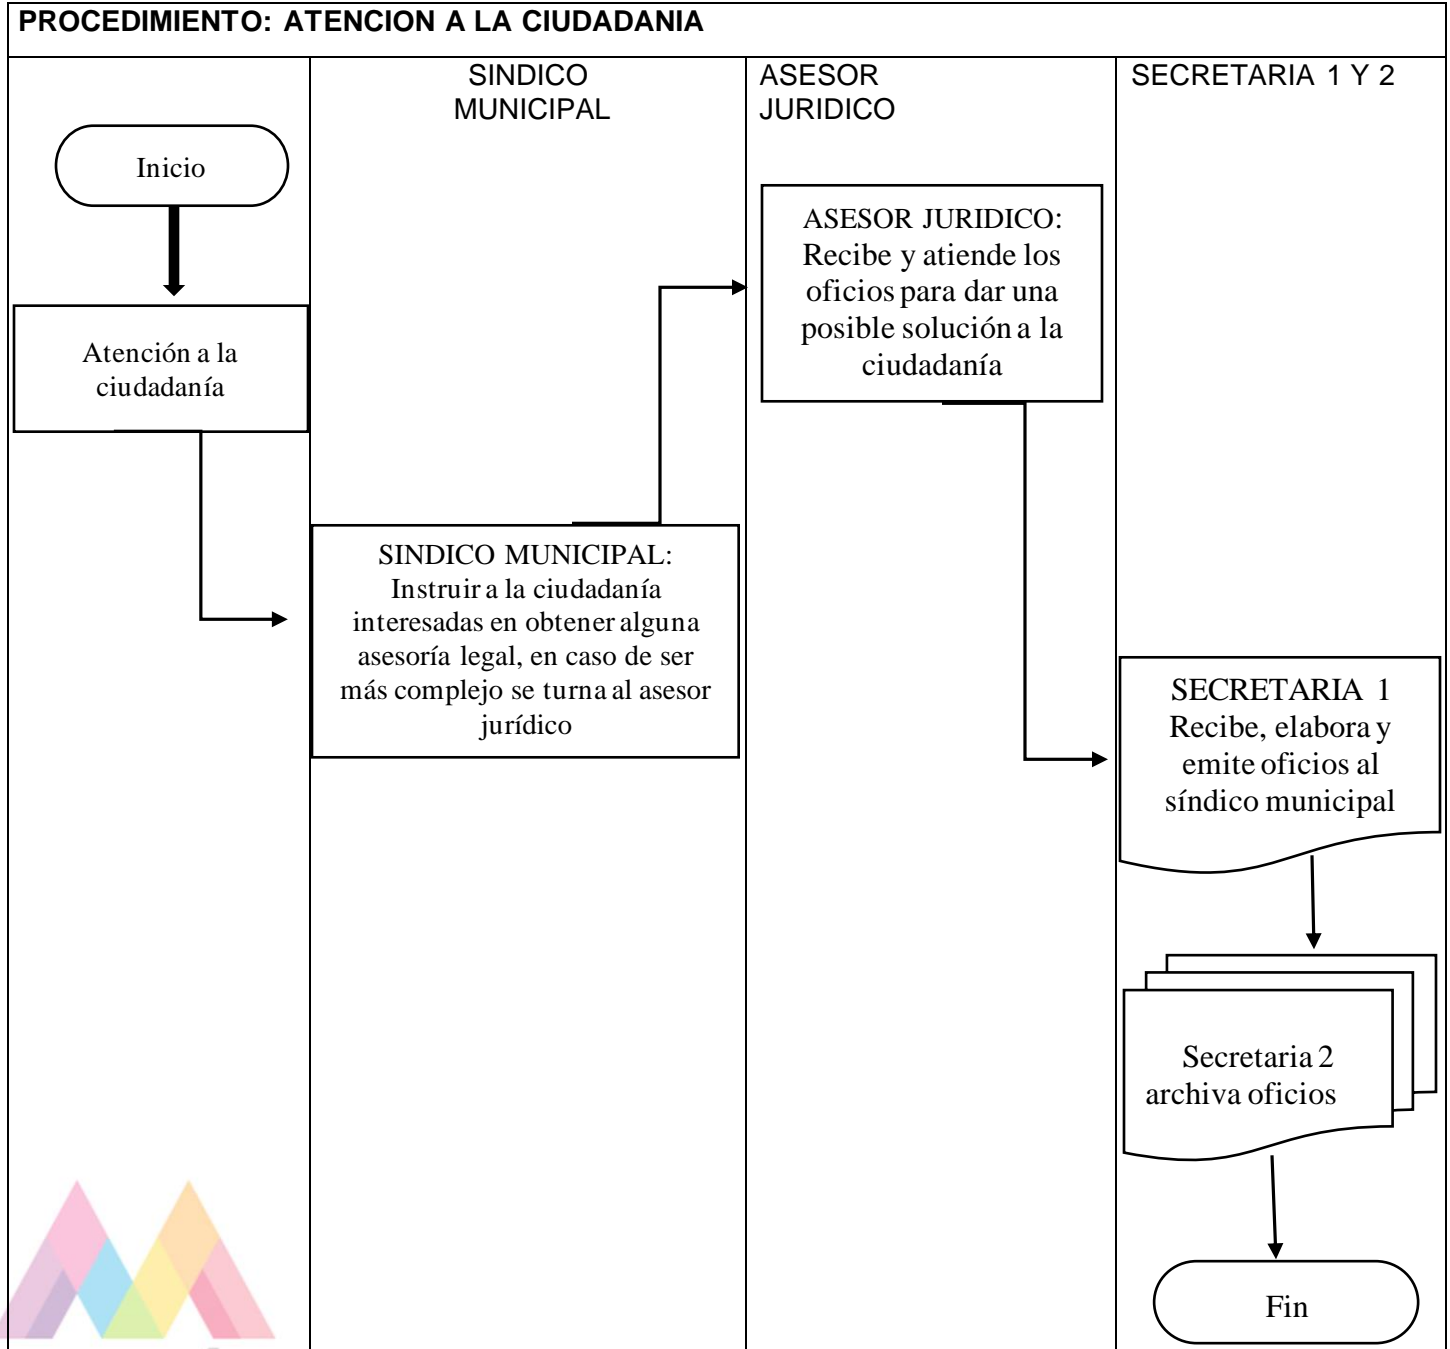 PROCEDIMIENTO: ATENCION A LA CIUDADANIA
SINDICO
MUNICIPAL
ASESOR
JURIDICO
SECRETARIA 1 Y 2
Inicio
Atención a la
ciudadanía
SINDICO MUNICIPAL:
Instruir a la ciudadanía
interesadas en obtener alguna
asesoría legal, en caso de ser
más complejo se turna al asesor
jurídico
ASESOR JURIDICO:
Recibe y atiende los
oficios para dar una
posible solución a la
ciudadanía
SECRETARIA 1
Recibe, elabora y
emite oficios al
síndico municipal
Secretaria 2
archiva oficios
Fin